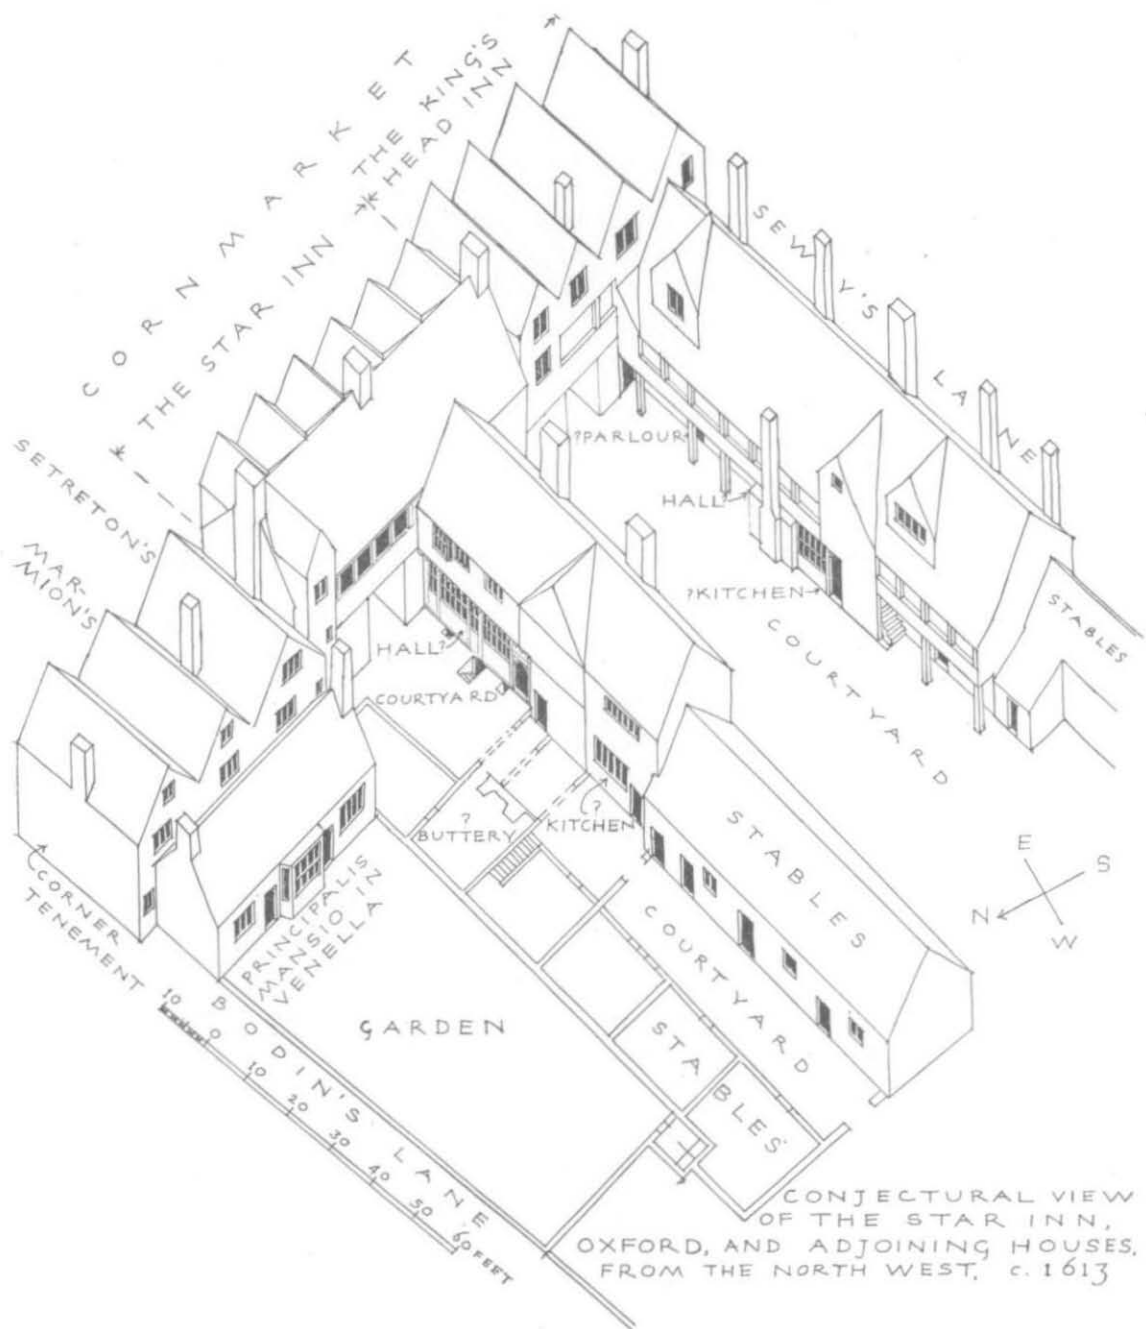 CORNMARKET
THE KING'S
HEAD INN
THE STAR INN
SETRETON'S
MAR-
MION'S
SEWY'S LANE
?PARLOUR
HALL?
?KITCHEN
STABLES
COURTYARD
HALL?
COURTYARD
?
BUTTERY
(?
KITCHEN
STABLES
COURTYARD
STABLES
E
S
N
W
CORNER
TENEMENT
PRINCIPALIS
MANSIO IN
VENELLA
GARDEN
BODIN'S LANE
10 0 10 20 30 40 50 60 FEET
CONJECTURAL VIEW
OF THE STAR INN,
OXFORD, AND ADJOINING HOUSES,
FROM THE NORTH WEST, c. 1613